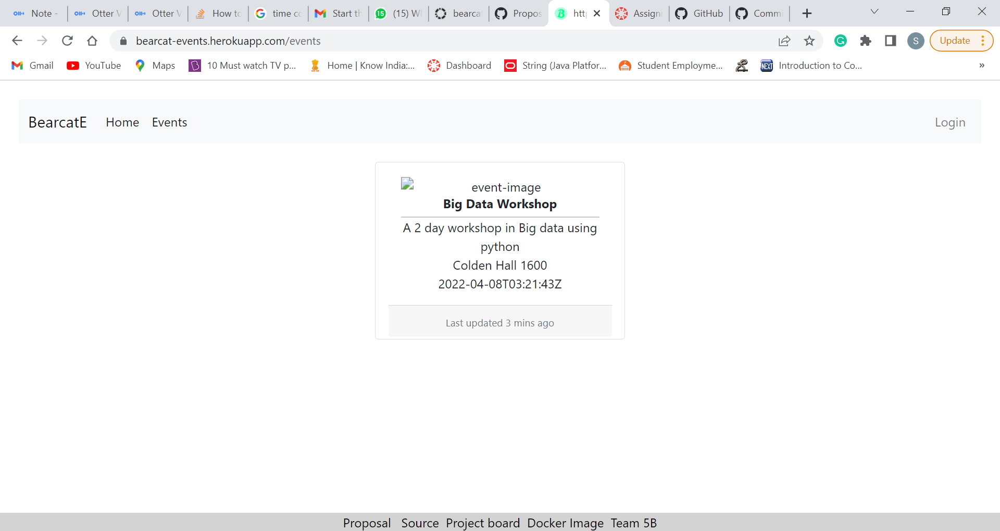 Note -
Otter V
Otter V
How to
time co
Start th
(15) W
bearca
Propos
htt
Assign
GitHub
Comm
bearcat-events.herokuapp.com/events
S
Update
Gmail
YouTube
Maps
10 Must watch TV p...
Home | Know India:...
Dashboard
String (Java Platfor...
Student Employme...
NEXT
Introduction to Co...
»
BearcatE
Home
Events
Login
event-image
Big Data Workshop
A 2 day workshop in Big data using
python
Colden Hall 1600
2022-04-08T03:21:43Z
Last updated 3 mins ago
Proposal Source Project board Docker Image Team 5B